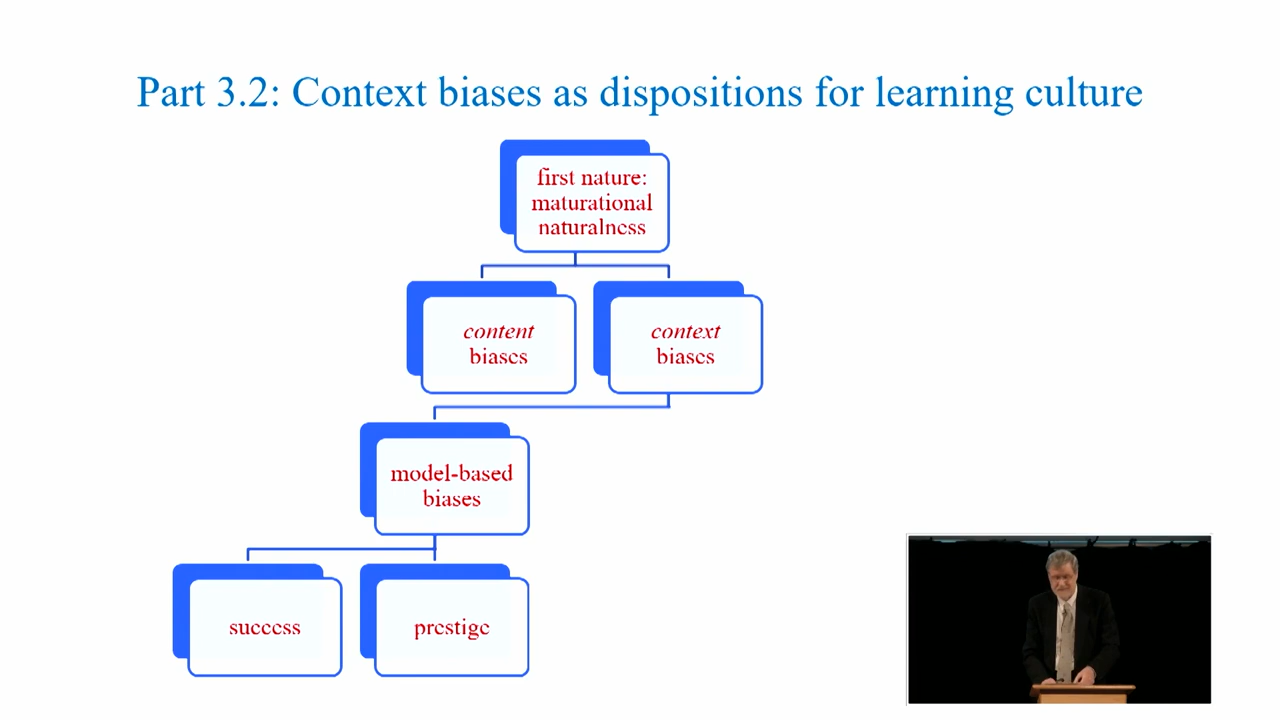 Part 3.2: Context biases as dispositions for learning culture
first nature:
maturational
naturalness
content
biases
context
biases
model-based
biases
success
prestige